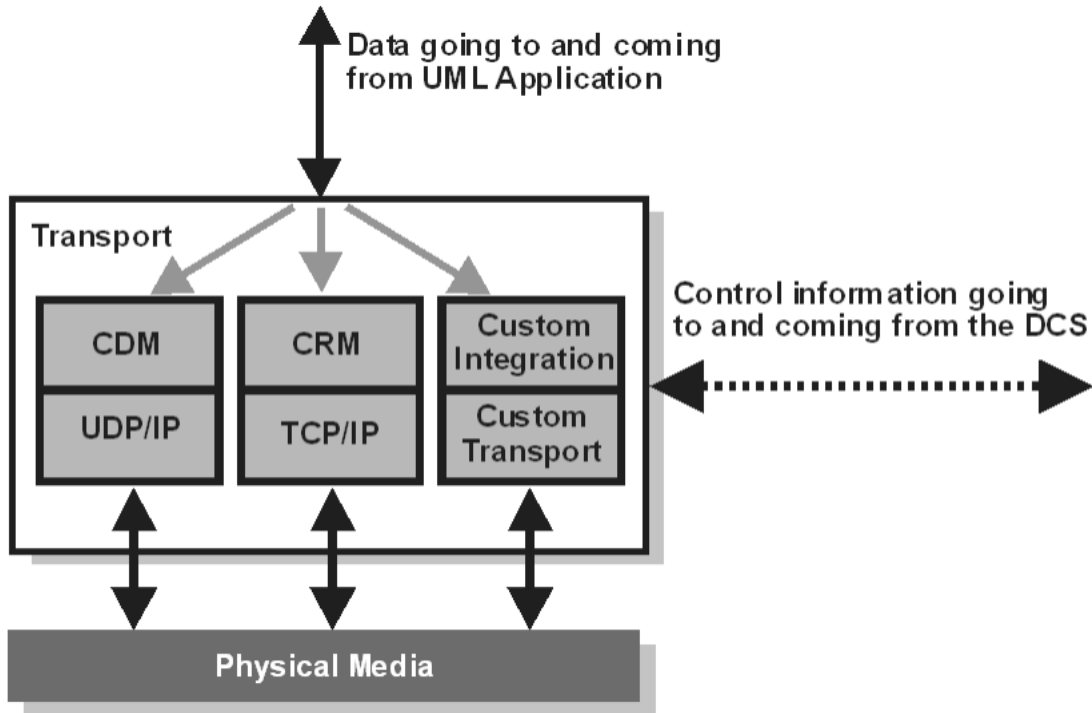 Data going to and coming
from UML Application
Transport
Control information going
to and coming from the DCS
CDM
CRM
Custom
Integration
UDP/IP
TCP/IP
Custom
Transport
Physical Media